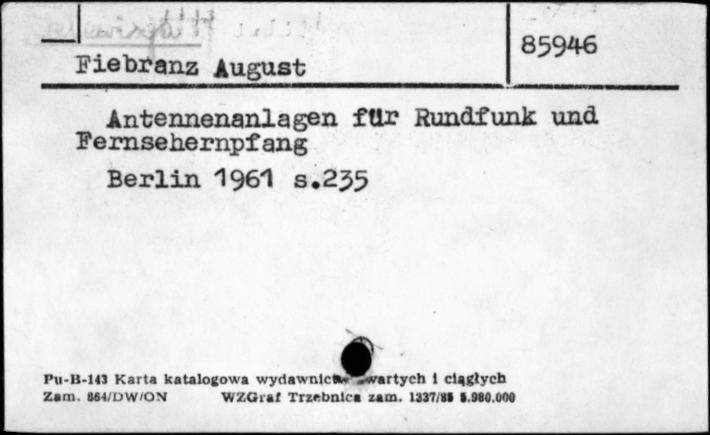 85946
Fiebranz August
Antennenanlagen für Rundfunk und
Fernsehernpfang
Berlin 1961 s.235
Pu-B-143 Karta katalogowa wydawnictw zwartych i ciągłych
Zam. 864/DW/ON WZGraf Trzebnica zam. 1337/85 5.980.000